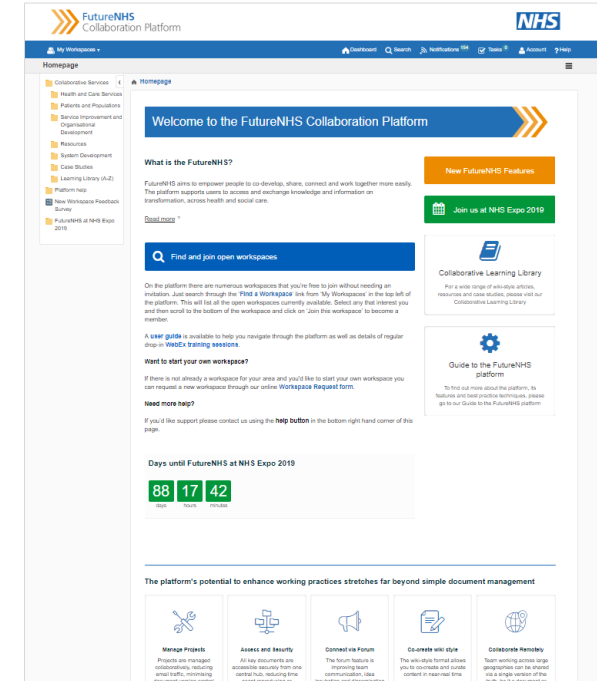 FutureNHS
Collaboration Platform
NHS
My Workspaces
Dashboard
Search
Notifications
Tasks 0
Account
? Help
Homepage
Collaborative Services
Health and Care Services
Patients and Populations
Service Improvement and
Organisational
Development
Resources
System Development
Case Studies
Learning Library (A-Z)
Platform help
New Workspace Feedback
Survey
FutureNHS at NHS Expo
2019
Homepage
Welcome to the FutureNHS Collaboration Platform
What is the FutureNHS?
FutureNHS aims to empower people to co-develop, share, connect and work together more easily.
The platform supports users to access and exchange knowledge and information on
transformation, across health and social care.
Read more
New FutureNHS Features
Join us at NHS Expo 2019
Find and join open workspaces
On the platform there are numerous workspaces that you're free to join without needing an
invitation. Just search through the 'Find a Workspace' link from 'My Workspaces' in the top left of
the platform. This will list all the open workspaces currently available. Select any that interest you
and then scroll to the bottom of the workspace and click on 'Join this workspace' to become a
member.
A user guide is available to help you navigate through the platform as well as details of regular
drop-in WebEx training sessions.
Want to start your own workspace?
If there is not already a workspace for your area and you'd like to start your own workspace you
can request a new workspace through our online Workspace Request form.
Need more help?
If you'd like support please contact us using the help button in the bottom right hand corner of this
page.
Collaborative Learning Library
For a wide range of wiki-style articles,
resources and case studies, please visit our
Collaborative Learning Library
Guide to the FutureNHS
platform
To find out more about the platform, its
features and best practice techniques, please
go to our Guide to the FutureNHS platform
Days until FutureNHS at NHS Expo 2019
88 17 42
days hours minutes
The platform's potential to enhance working practices stretches far beyond simple document management
Manage Projects
Projects are managed
collaboratively, reducing
email traffic, minimising
Access and Security
All key documents are
accessible securely from one
central hub, reducing time
Connect via Forum
The forum feature is
improving team
communication, idea
Co-create wiki style
The wiki-style format allows
you to co-create and curate
content in near-real time
Collaborate Remotely
Team working across large
geographies can be shared
via a single version of the